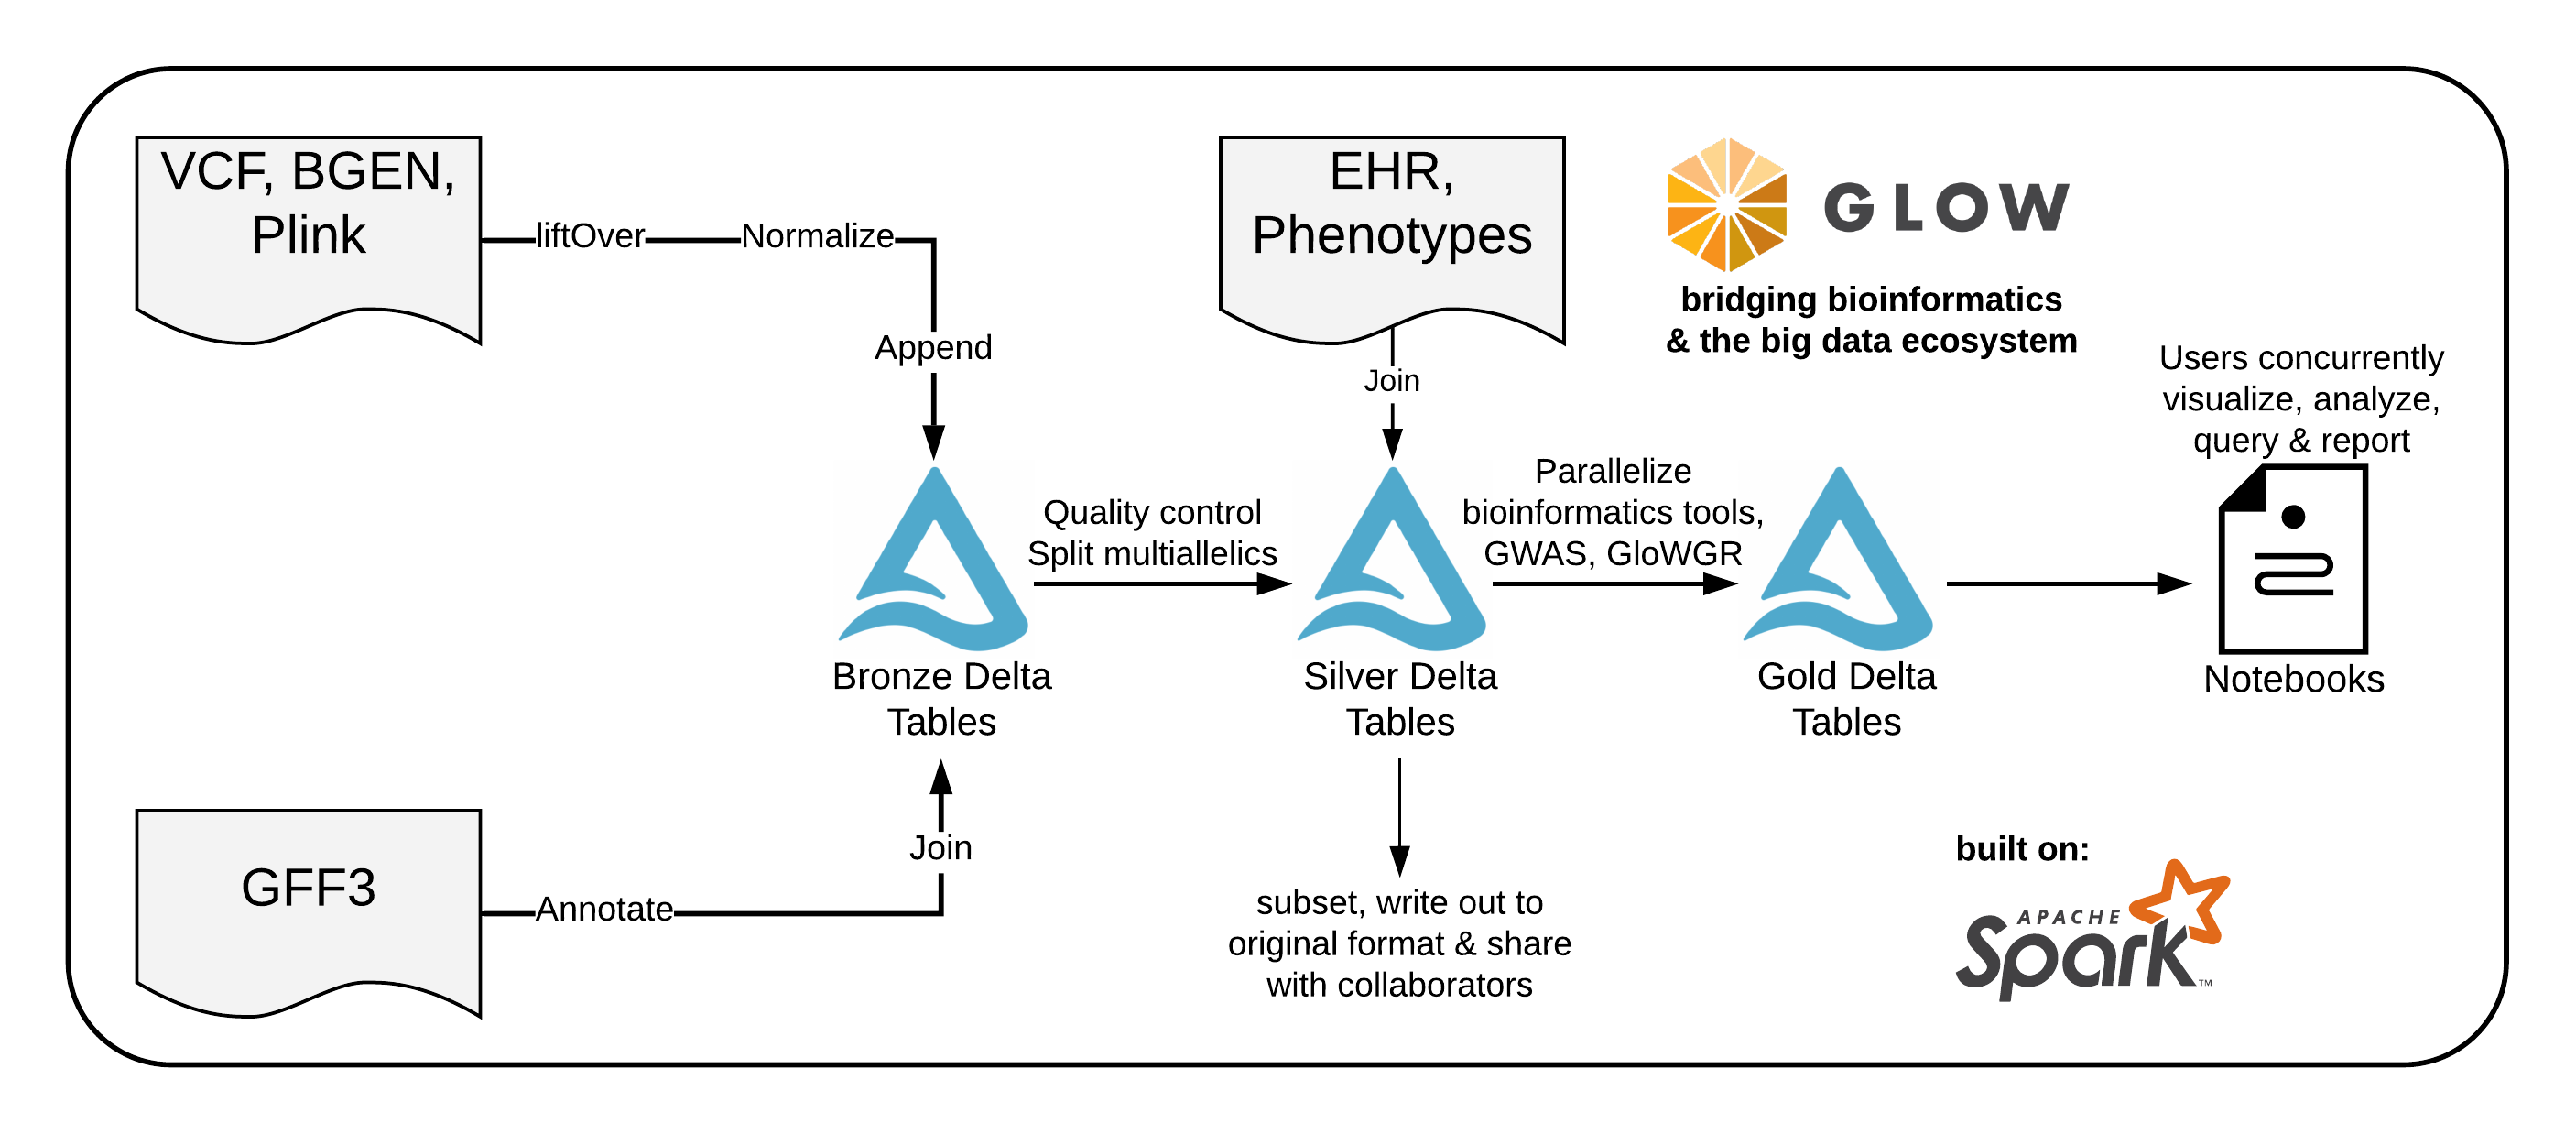 VCF, BGEN,
Plink
liftOver
Normalize
Append
EHR,
Phenotypes
Join
GLOW
bridging bioinformatics
& the big data ecosystem
Users concurrently
visualize, analyze,
query & report
Quality control
Split multiallelics
Parallelize
bioinformatics tools,
GWAS, GloWGR
Bronze Delta
Tables
Silver Delta
Tables
Gold Delta
Tables
Notebooks
GFF3
Annotate
Join
subset, write out to
original format & share
with collaborators
built on:
APACHE
Spark™